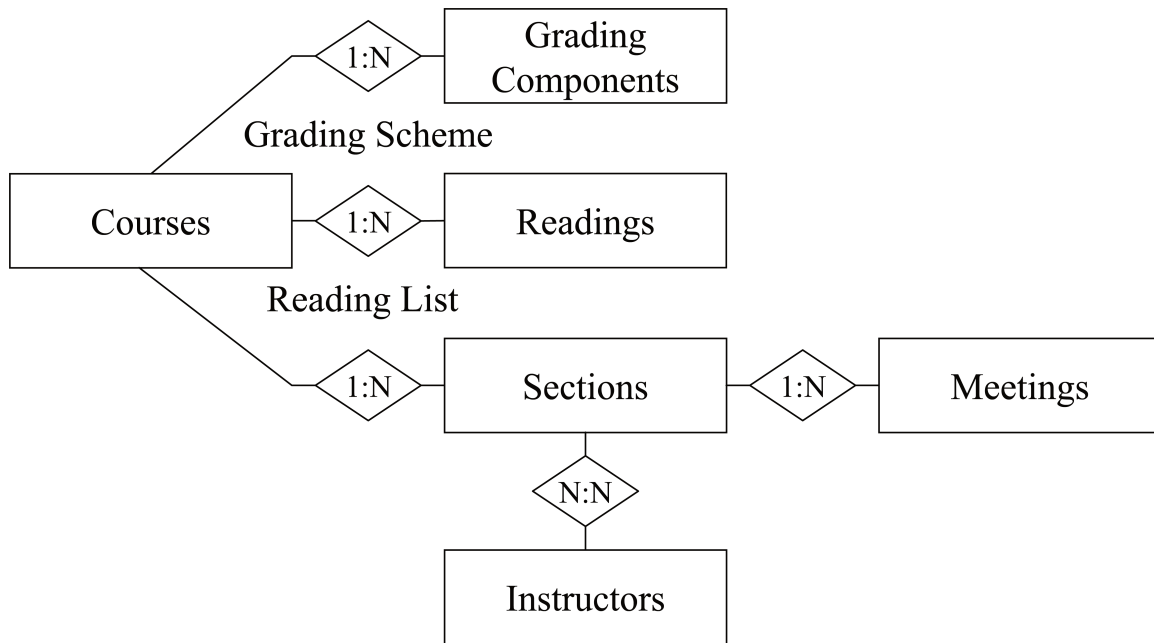 1:N
Grading
Components
Grading Scheme
Courses
1:N
Readings
Reading List
1:N
Sections
1:N
Meetings
N:N
Instructors